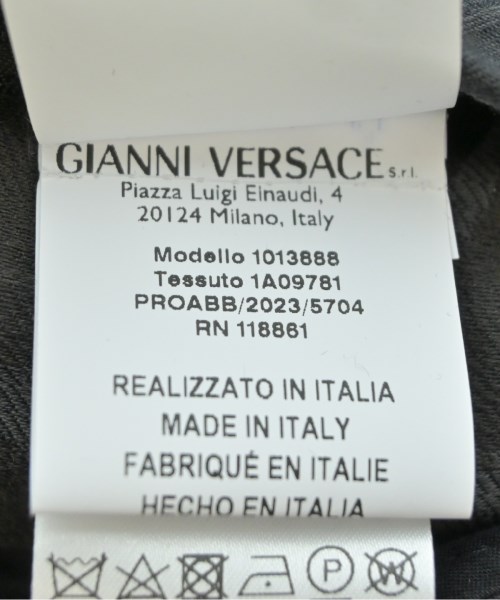 GIANNI VERSACE s.r.l.
Piazza Luigi Einaudi, 4
20124 Milano, Italy
Modello 1013888
Tessuto 1A09781
PROABB/2023/5704
RN 118861
REALIZZATO IN ITALIA
MADE IN ITALY
FABRIQUÉ EN ITALIE
HECHO EN ITALIA
P W